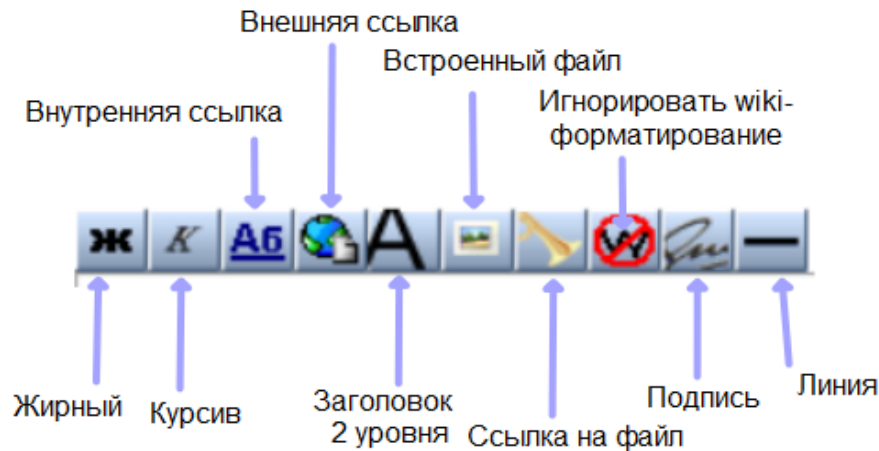 Внешняя ссылка
Встроенный файл
Игнорировать wiki-
форматирование
Внутренняя ссылка
Ж
К
Аб
А
W
Жирный
Курсив
Заголовок
2 уровня
Ссылка на файл
Подпись
Линия